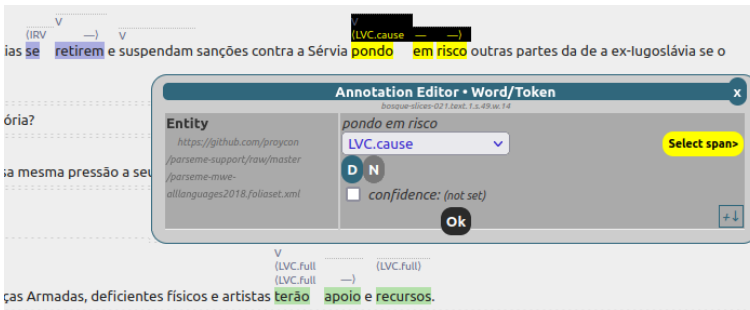 V V
(IRV —) V (LVC.cause — —)
ias se retirem e suspendam sanções contra a Sérvia pondo em risco outras partes da de a ex-Iugoslávia se o
Annotation Editor • Word/Token x
bosque-slices-021.text.1.s.49.w.14
ória?
Entity pondo em risco
https://github.com/proycon LVC.cause Select span>
/parseme-support/raw/master
sa mesma pressão a seu
/parseme-mwe- D N
alllanguages2018.foliaset.xml confidence: (not set)
Ok +↓
V
(LVC.full (LVC.full)
(LVC.full —)
ças Armadas, deficientes físicos e artistas terão apoio e recursos.